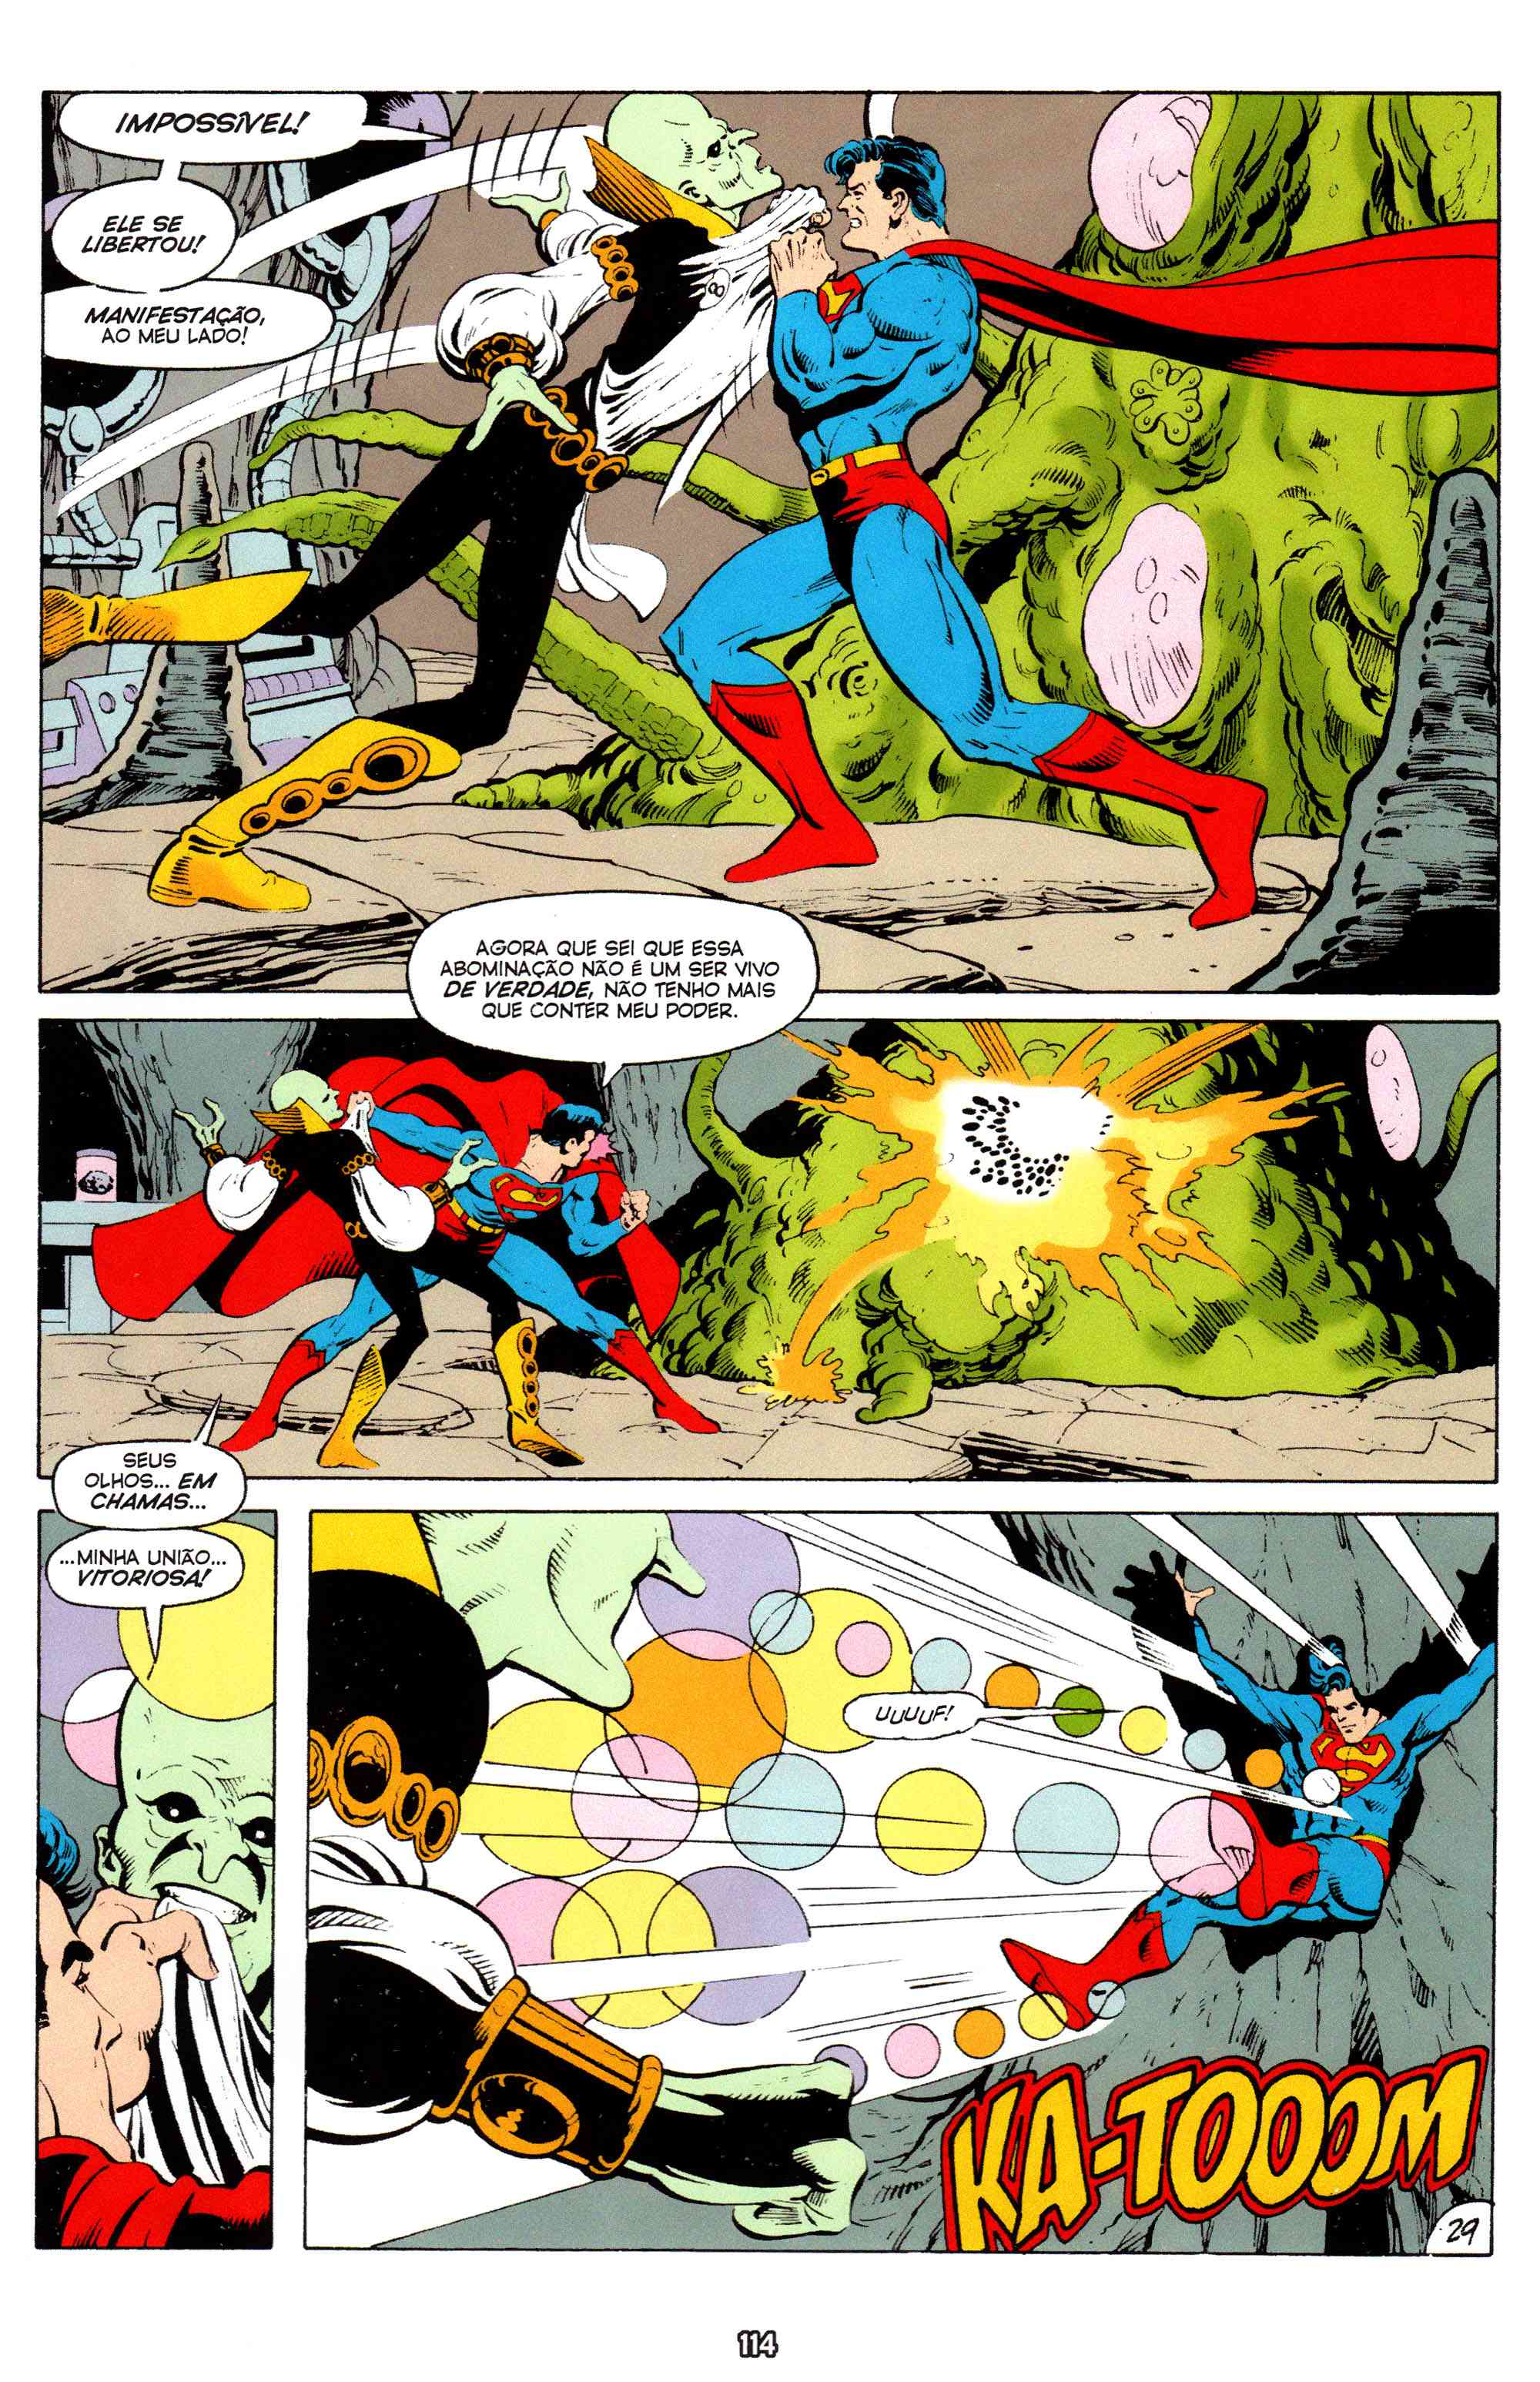 IMPOSSÍVEL!
ELE SE
LIBERTOU!
MANIFESTAÇÃO,
AO MEU LADO!
AGORA QUE SEI QUE ESSA
ABOMINAÇÃO NÃO É UM SER VIVO
DE VERDADE, NÃO TENHO MAIS
QUE CONTER MEU PODER.
SEUS
OLHOS... EM
CHAMAS...
...MINHA UNIÃO...
VITORIOSA!
UUUUF!
KA-TOOOM
29
114